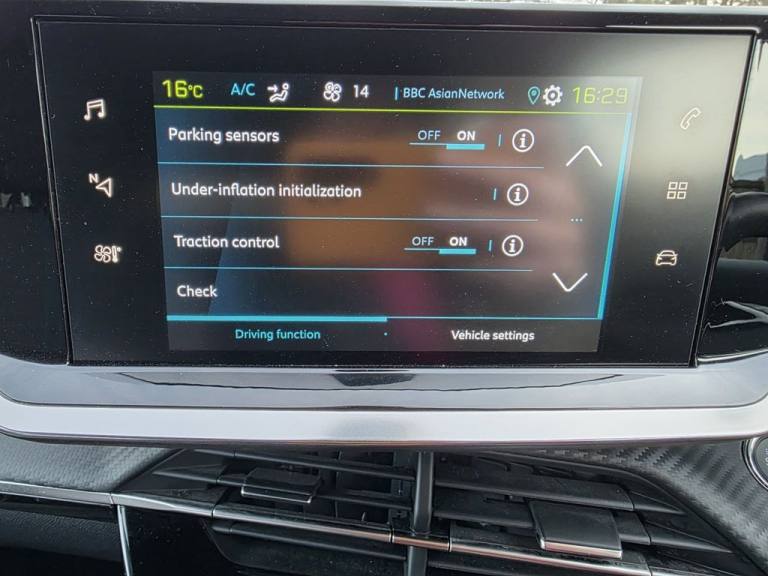 16°C A/C 14 BBC AsianNetwork 16:29
Parking sensors OFF ON i
Under-inflation initialization i
N
Traction control OFF ON i
Check
Driving function Vehicle settings